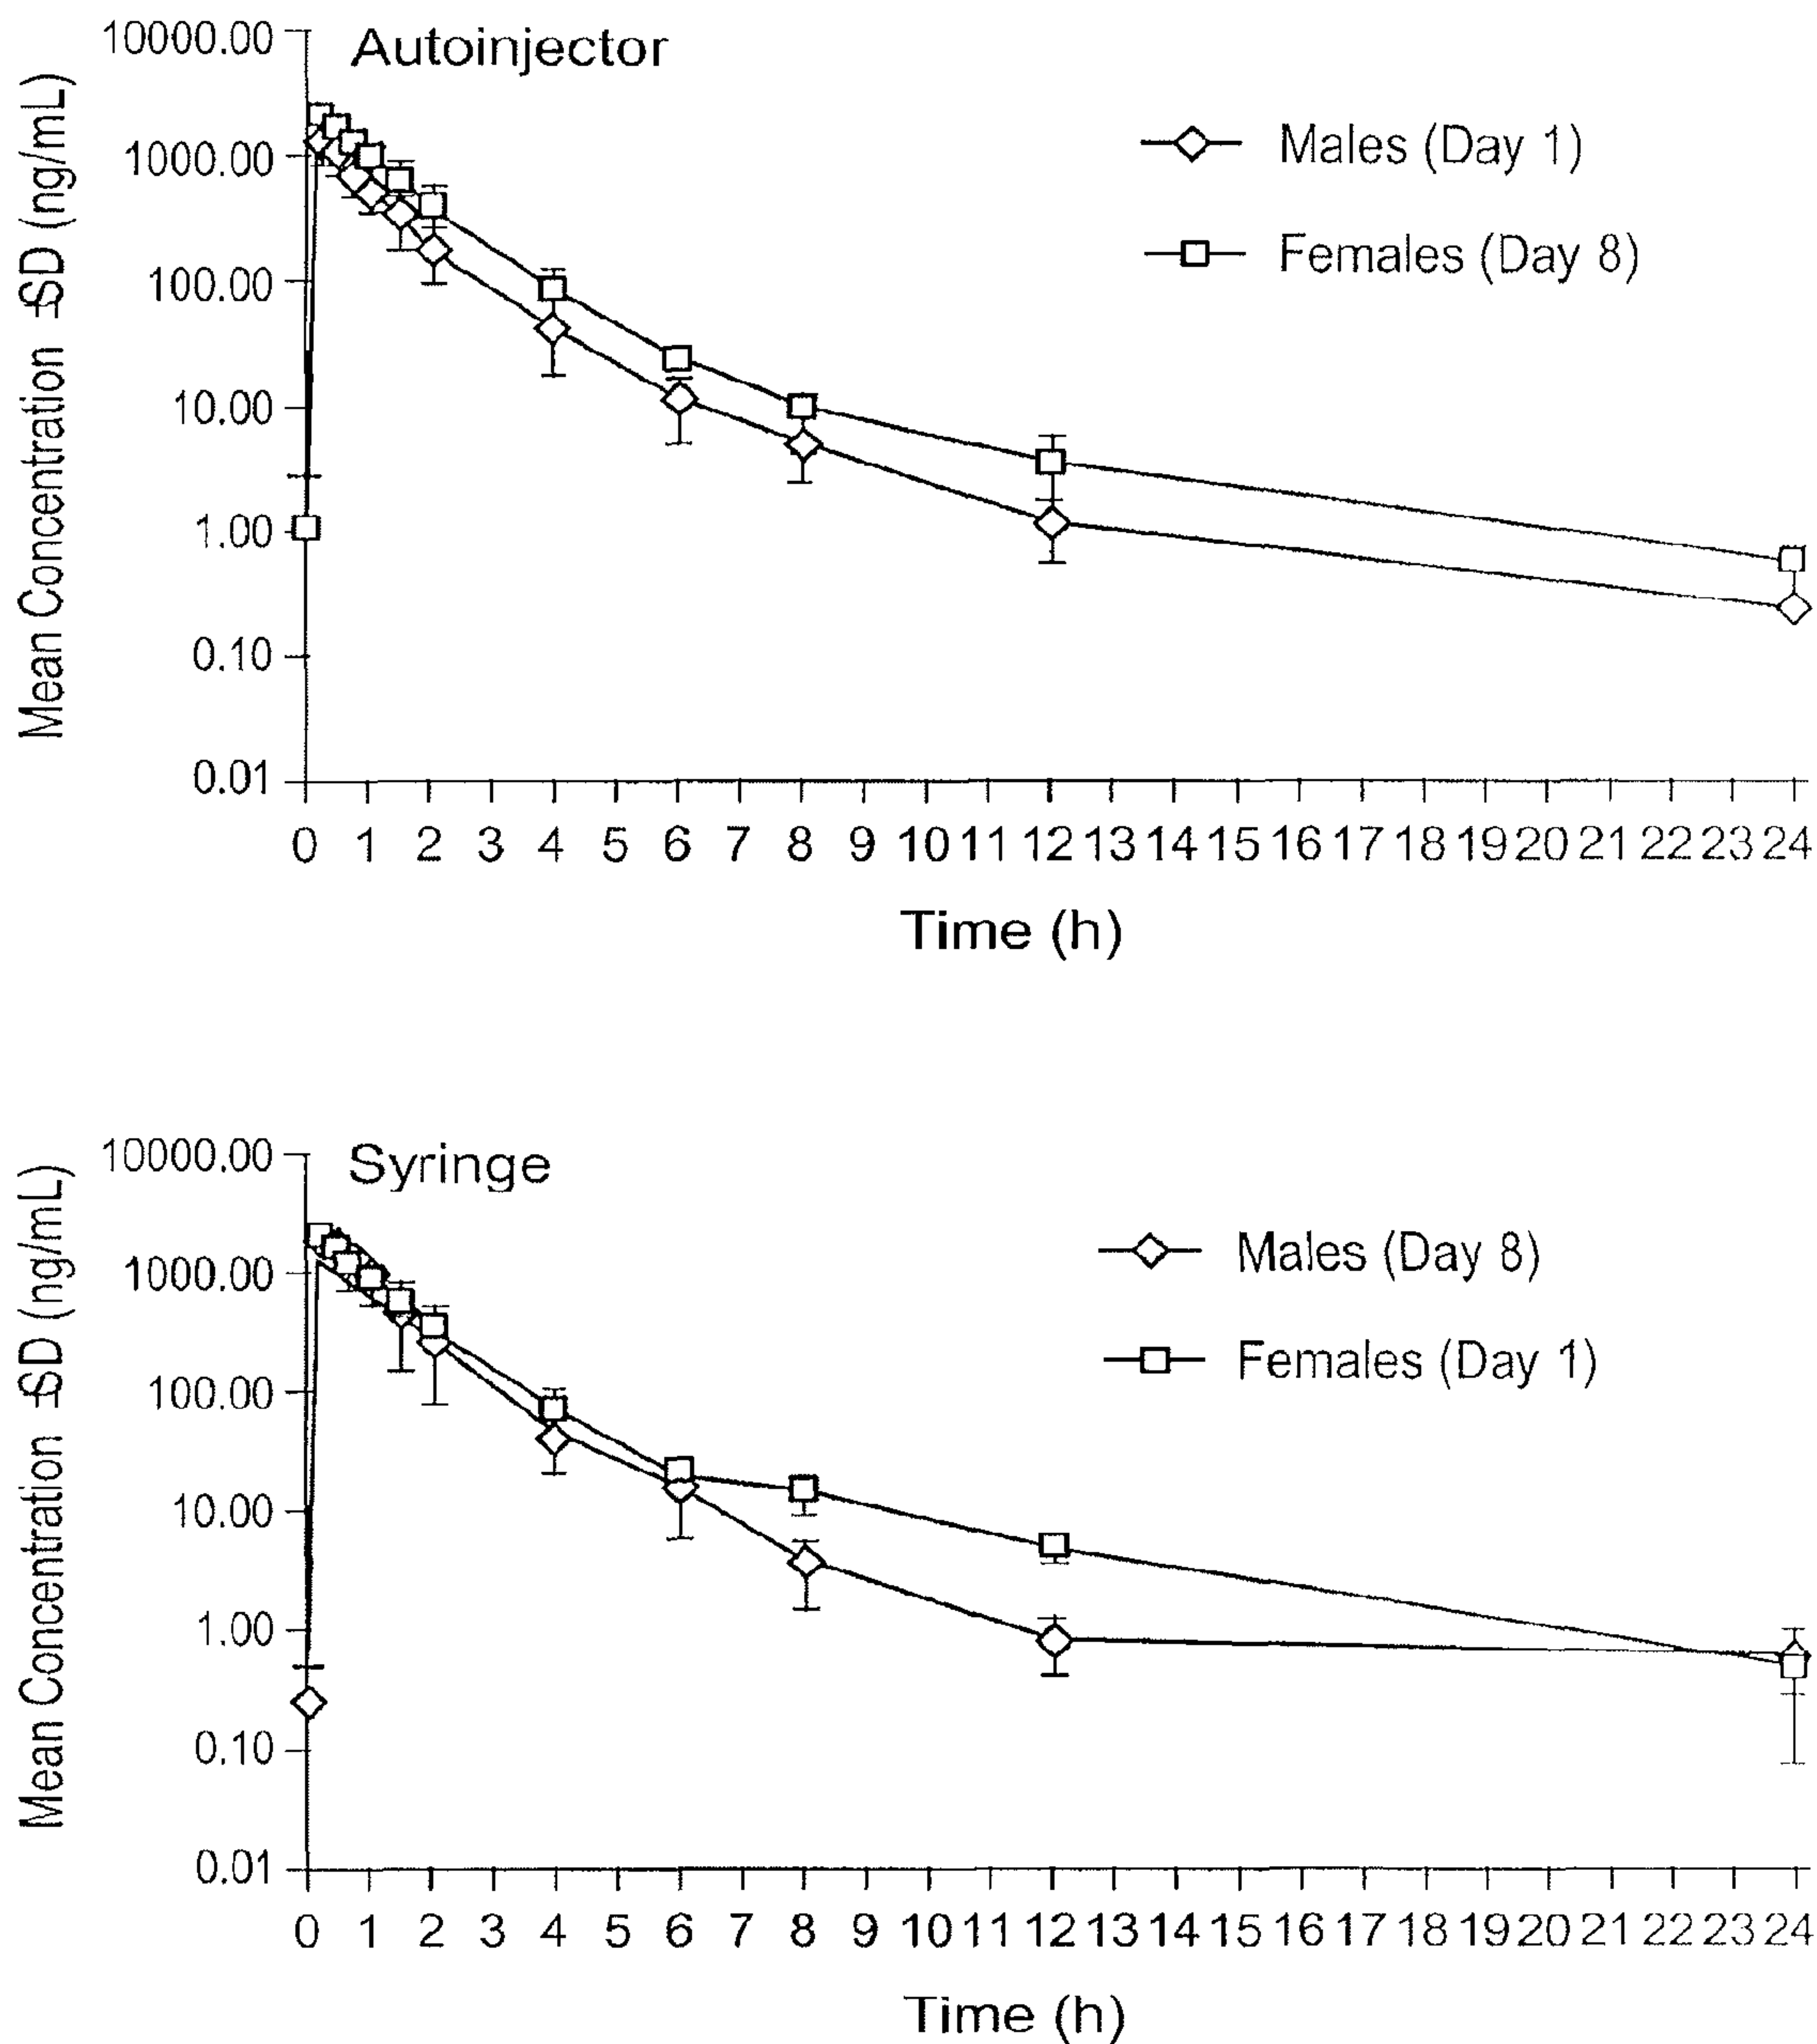 Autoinjector
Mean Concentration ±SD (ng/mL)
10000.00
1000.00
100.00
10.00
1.00
0.10
0.01
Males (Day 1)
Females (Day 8)
0 1 2 3 4 5 6 7 8 9 10 11 12 13 14 15 16 17 18 19 20 21 22 23 24
Time (h)
Syringe
Mean Concentration ±SD (ng/mL)
10000.00
1000.00
100.00
10.00
1.00
0.10
0.01
Males (Day 8)
Females (Day 1)
0 1 2 3 4 5 6 7 8 9 10 11 12 13 14 15 16 17 18 19 20 21 22 23 24
Time (h)